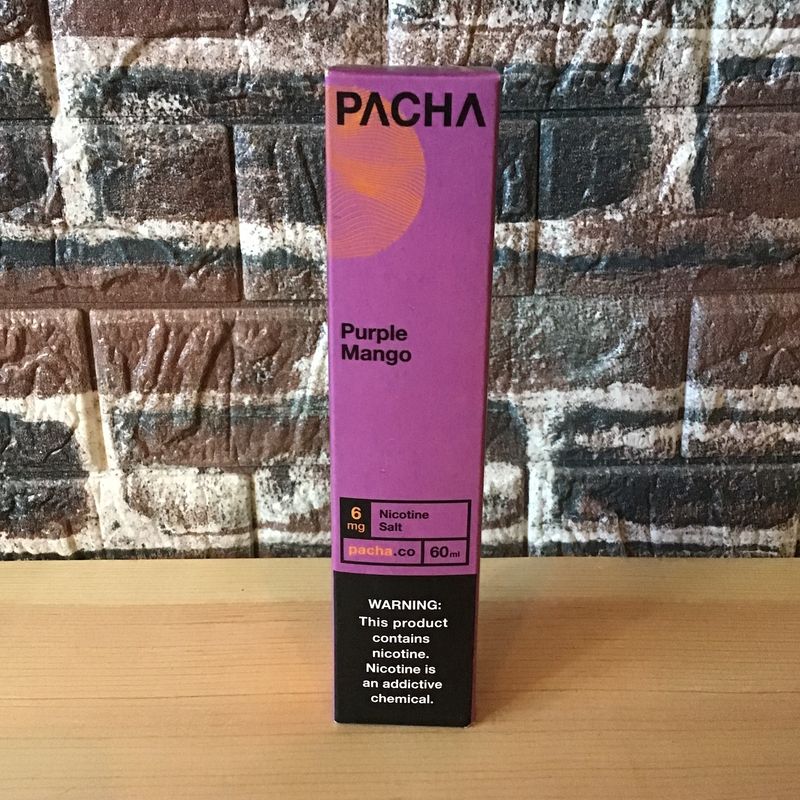 PACHA
Purple
Mango
6
mg
Nicotine
Salt
pacha.co
60ml
WARNING:
This product
contains
nicotine.
Nicotine is
an addictive
chemical.